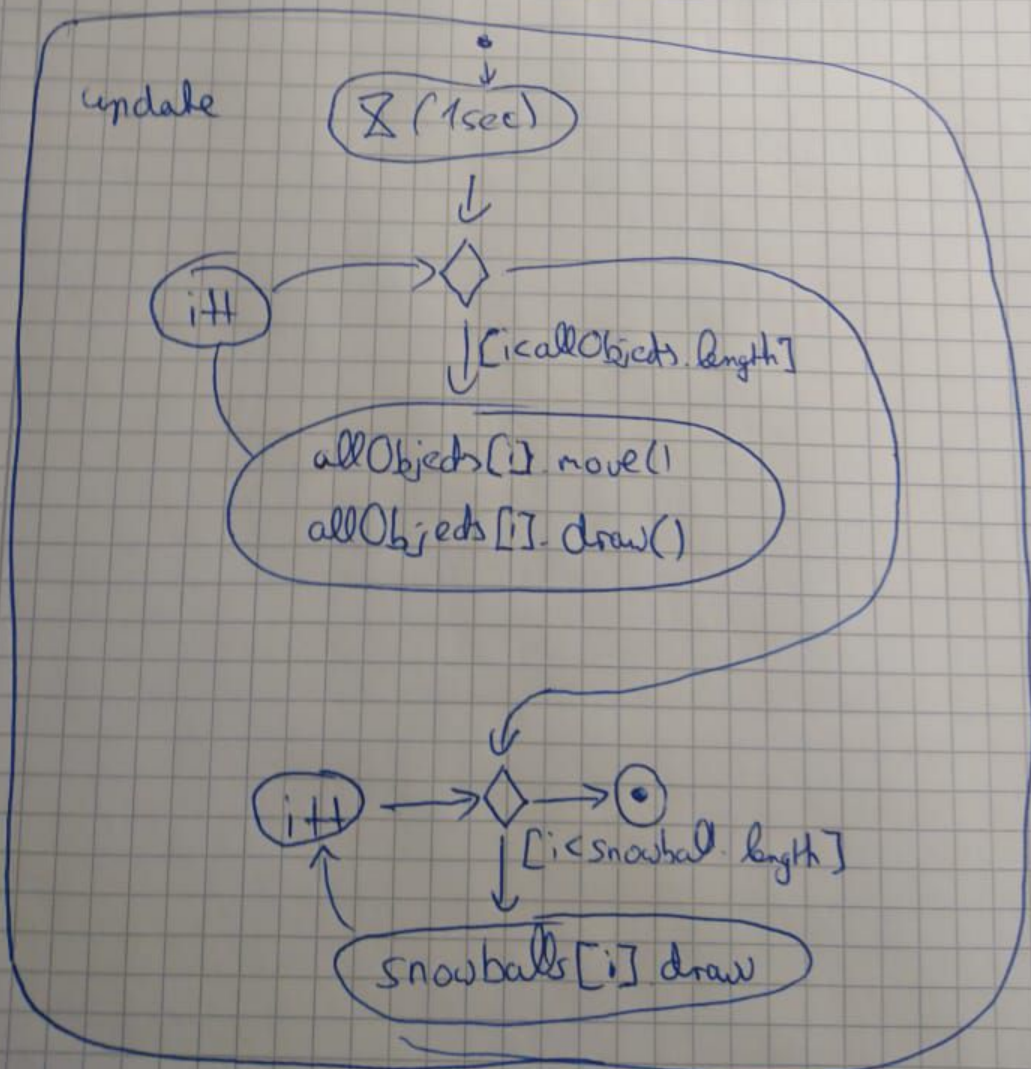 update
(1sec)
i++
[i<allObjects.length]
allObjects[i].move()
allObjects[i].draw()
i++
[i<snowball.length]
snowballs[i] draw